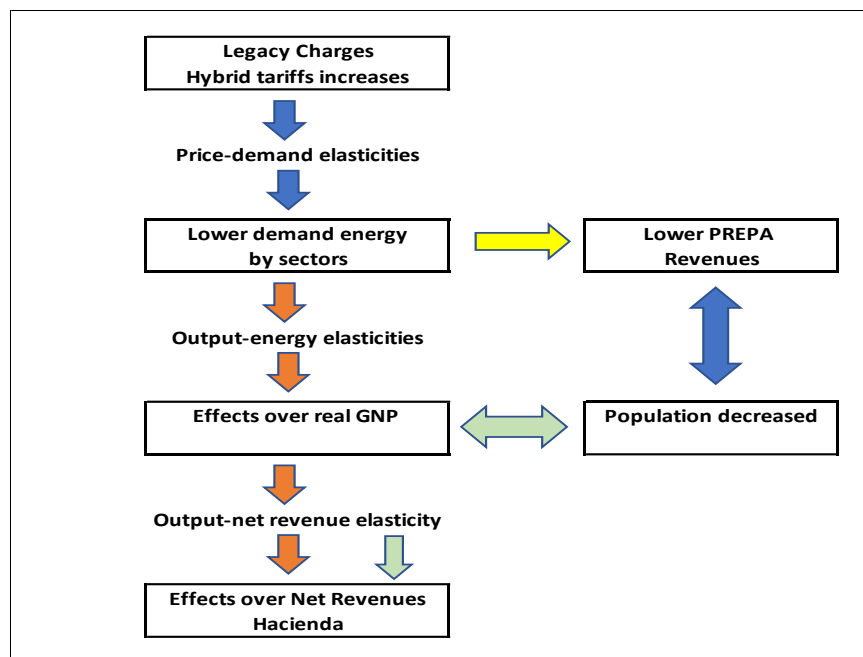 Legacy Charges
Hybrid tariffs increases
Price-demand elasticities
Lower demand energy
by sectors
Lower PREPA
Revenues
Output-energy elasticities
Effects over real GNP
Population decreased
Output-net revenue elasticity
Effects over Net Revenues
Hacienda